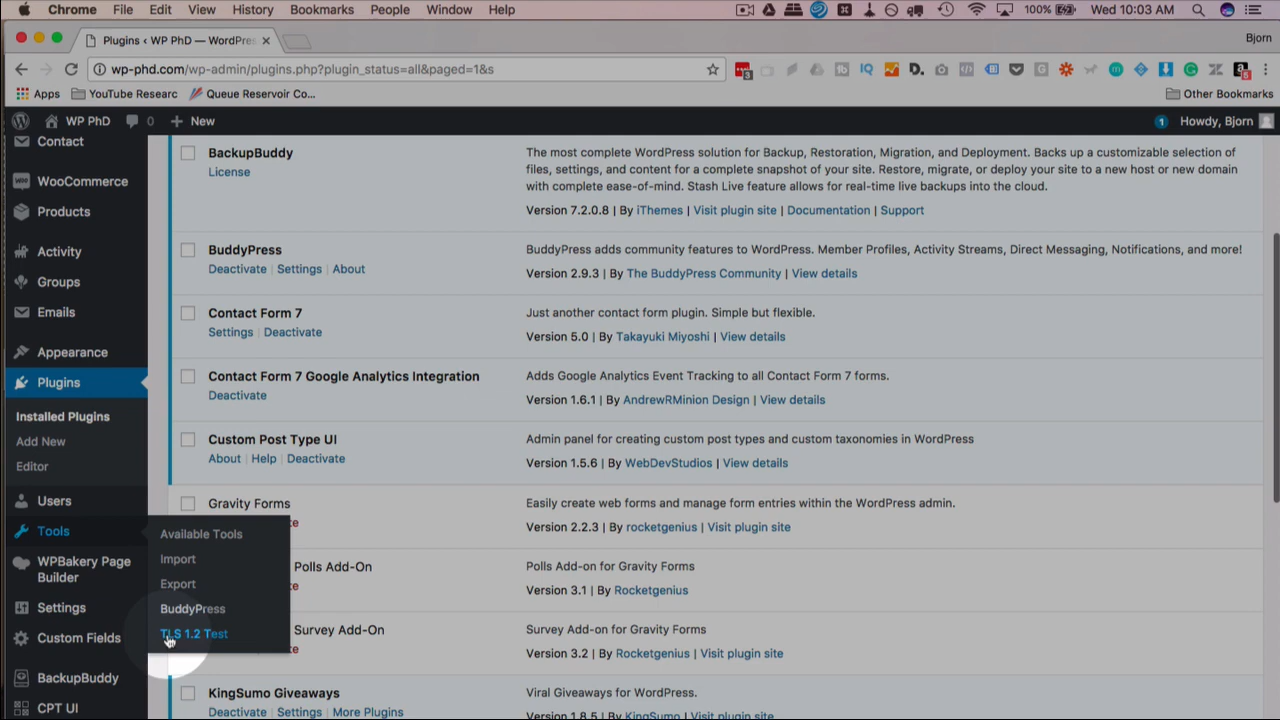 Chrome File Edit View History Bookmarks People Window Help 100% Wed 10:03 AM
Plugins ‹ WP PhD — WordPre Bjorn
wp-phd.com/wp-admin/plugins.php?plugin_status=all&paged=1&s
Apps YouTube Researc Queue Reservoir Co... Other Bookmarks
WP PhD 0 + New 1 Howdy, Bjorn
Contact
WooCommerce
Products
Activity
Groups
Emails
Appearance
Plugins
Installed Plugins
Add New
Editor
Users
Tools
WPBakery Page
Builder
Settings
Custom Fields
BackupBuddy
CPT UI
Available Tools
Import
Export
BuddyPress
TLS 1.2 Test
BackupBuddy
License
The most complete WordPress solution for Backup, Restoration, Migration, and Deployment. Backs up a customizable selection of
files, settings, and content for a complete snapshot of your site. Restore, migrate, or deploy your site to a new host or new domain
with complete ease-of-mind. Stash Live feature allows for real-time live backups into the cloud.
Version 7.2.0.8 | By iThemes | Visit plugin site | Documentation | Support
BuddyPress
Deactivate | Settings | About
BuddyPress adds community features to WordPress. Member Profiles, Activity Streams, Direct Messaging, Notifications, and more!
Version 2.9.3 | By The BuddyPress Community | View details
Contact Form 7
Settings | Deactivate
Just another contact form plugin. Simple but flexible.
Version 5.0 | By Takayuki Miyoshi | View details
Contact Form 7 Google Analytics Integration
Deactivate
Adds Google Analytics Event Tracking to all Contact Form 7 forms.
Version 1.6.1 | By AndrewRMinion Design | View details
Custom Post Type UI
About | Help | Deactivate
Admin panel for creating custom post types and custom taxonomies in WordPress
Version 1.5.6 | By WebDevStudios | View details
Gravity Forms
te
Easily create web forms and manage form entries within the WordPress admin.
Version 2.2.3 | By rocketgenius | Visit plugin site
Polls Add-On
te
Polls Add-on for Gravity Forms
Version 3.1 | By Rocketgenius
Survey Add-On
te
Survey Add-on for Gravity Forms
Version 3.2 | By Rocketgenius | Visit plugin site
KingSumo Giveaways
Deactivate | Settings | More Plugins
Viral Giveaways for WordPress.
Version 1.8.5 | By KingSumo | Visit plugin site